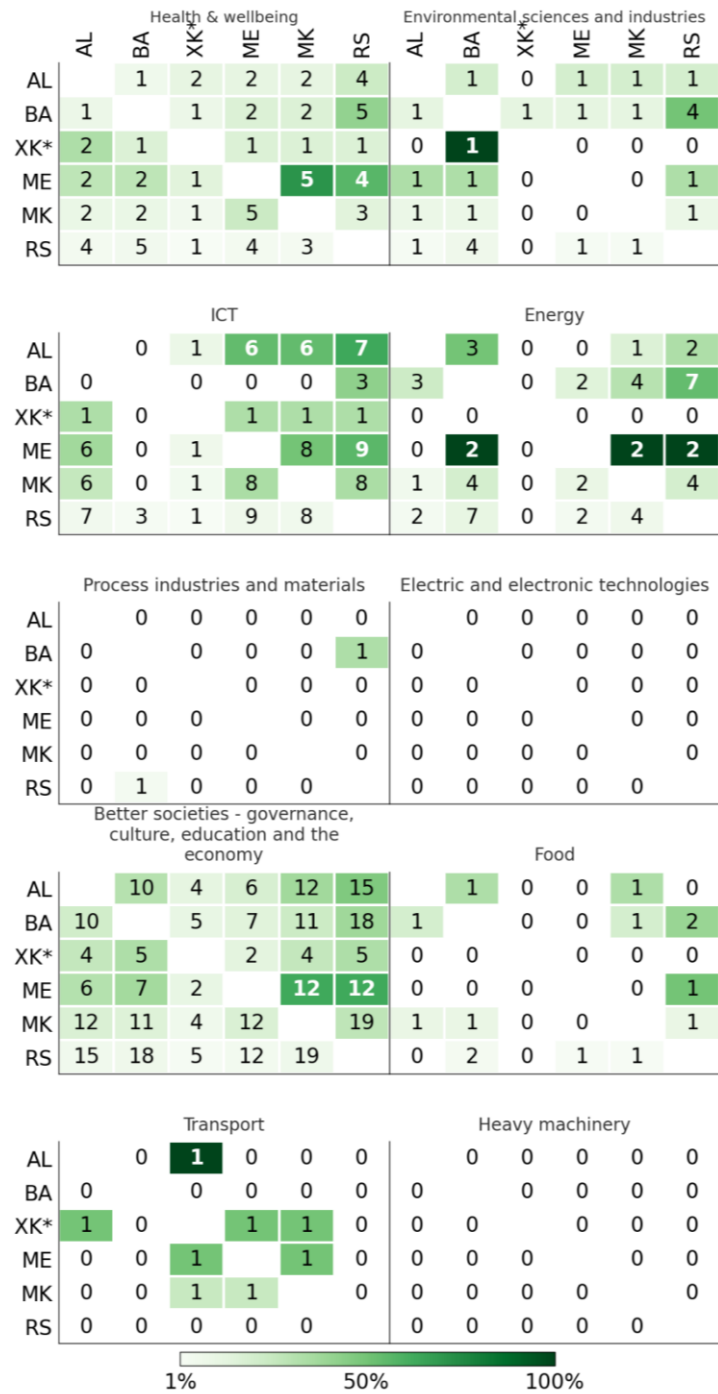 Health & wellbeing Environmental sciences and industries
AL BA XK* ME MK RS AL BA XK* ME MK RS
AL 1 2 2 2 4 1 0 1 1 1
BA 1 1 2 2 5 1 1 1 1 4
XK* 2 1 1 1 1 0 1 0 0 0
ME 2 2 1 5 4 1 1 0 0 1
MK 2 2 1 5 3 1 1 0 0 1
RS 4 5 1 4 3 1 4 0 1 1
ICT Energy
AL 0 1 6 6 7 3 0 0 1 2
BA 0 0 0 0 3 3 0 2 4 7
XK* 1 0 1 1 1 0 0 0 0 0
ME 6 0 1 8 9 0 2 0 2 2
MK 6 0 1 8 8 1 4 0 2 4
RS 7 3 1 9 8 2 7 0 2 4
Process industries and materials Electric and electronic technologies
AL 0 0 0 0 0 0 0 0 0 0
BA 0 0 0 0 1 0 0 0 0 0
XK* 0 0 0 0 0 0 0 0 0 0
ME 0 0 0 0 0 0 0 0 0 0
MK 0 0 0 0 0 0 0 0 0 0
RS 0 1 0 0 0 0 0 0 0 0
Better societies - governance,
culture, education and the
economy Food
AL 10 4 6 12 15 1 0 0 1 0
BA 10 5 7 11 18 1 0 0 1 2
XK* 4 5 2 4 5 0 0 0 0 0
ME 6 7 2 12 12 0 0 0 0 1
MK 12 11 4 12 19 1 1 0 0 1
RS 15 18 5 12 19 0 2 0 1 1
Transport Heavy machinery
AL 0 1 0 0 0 0 0 0 0 0
BA 0 0 0 0 0 0 0 0 0 0
XK* 1 0 1 1 0 0 0 0 0 0
ME 0 0 1 1 0 0 0 0 0 0
MK 0 0 1 1 0 0 0 0 0 0
RS 0 0 0 0 0 0 0 0 0 0
1% 50% 100%